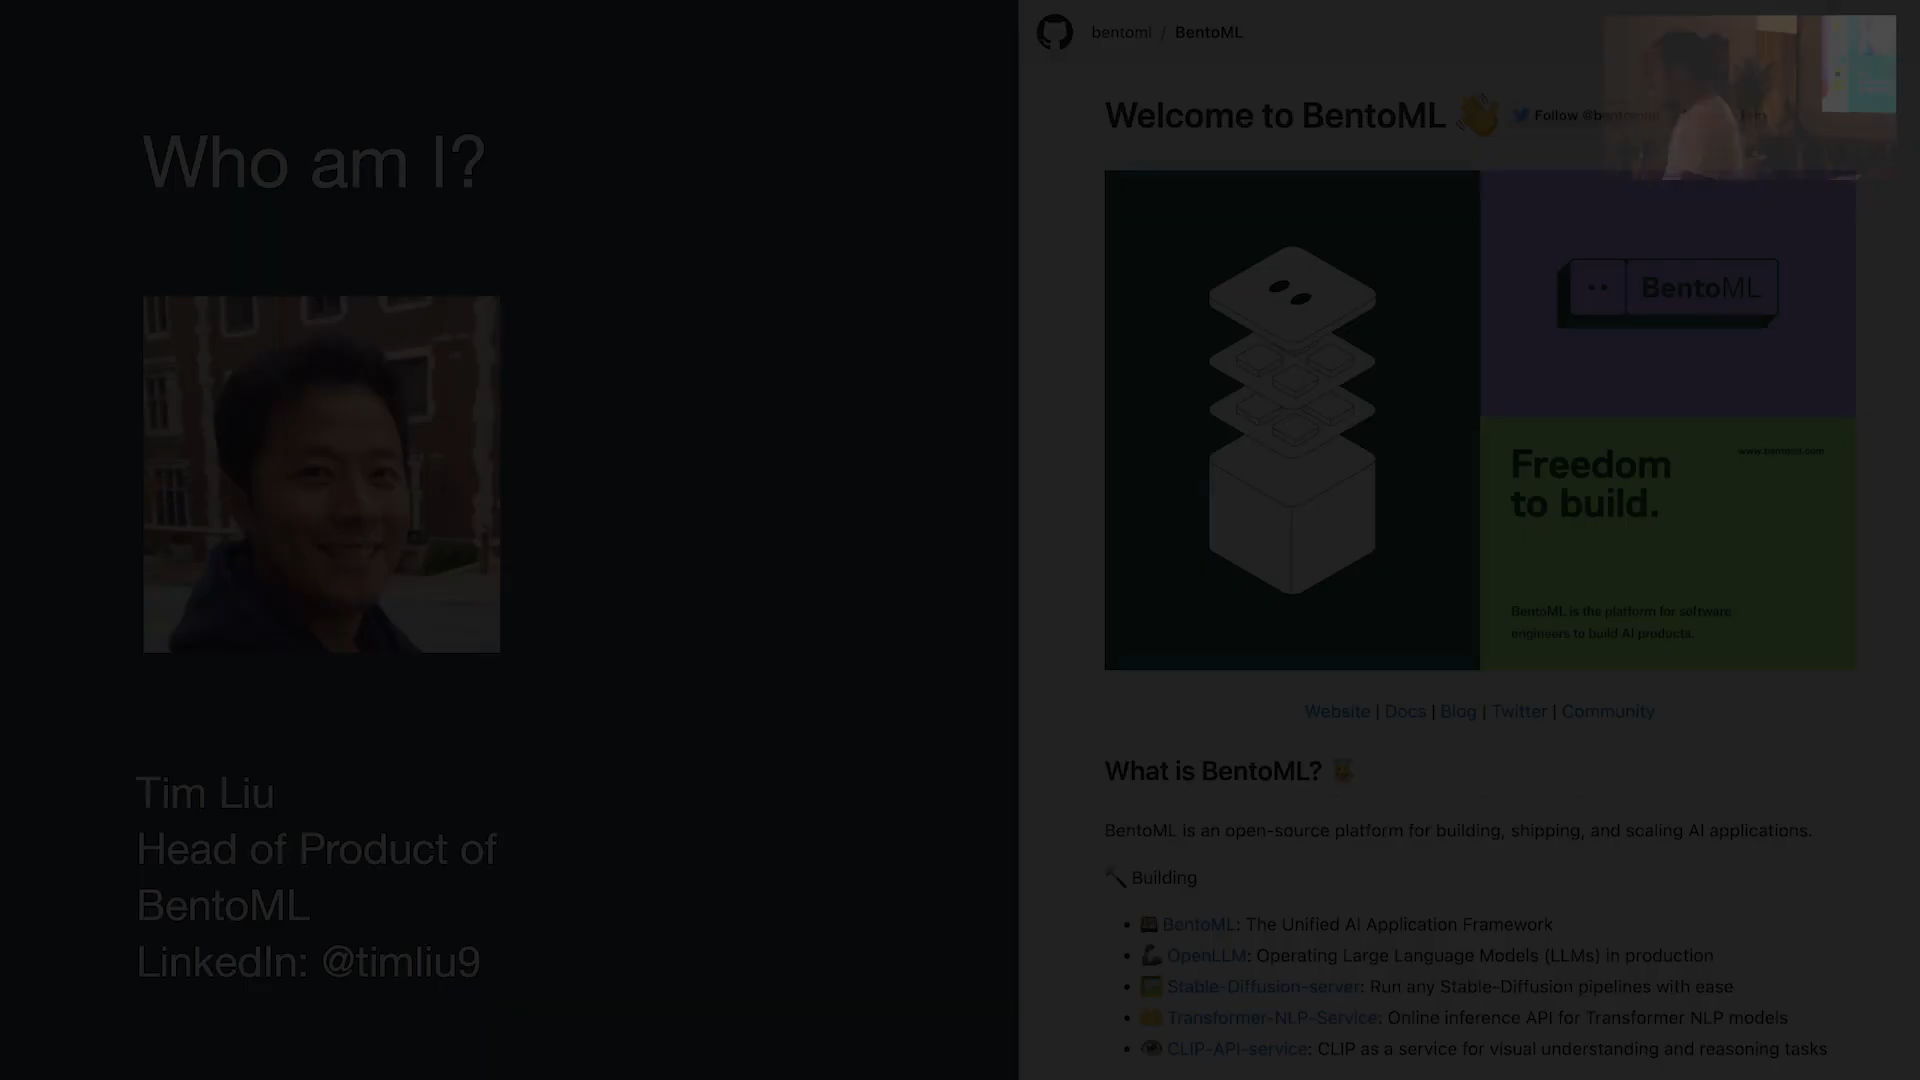 Who am I?
Tim Liu
Head of Product of
BentoML
LinkedIn: @timliu9
bentoml / BentoML
Welcome to BentoML 👋 Follow
BentoML
Freedom
to build.
www.bentoml.com
BentoML is the platform for software
engineers to build AI products.
Website | Docs | Blog | Twitter | Community
What is BentoML?
BentoML is an open-source platform for building, shipping, and scaling AI applications.
🔨 Building
• 🍱 BentoML: The Unified AI Application Framework
• 🦾 OpenLLM: Operating Large Language Models (LLMs) in production
• 🖼️ Stable-Diffusion-server: Run any Stable-Diffusion pipelines with ease
• 🤗 Transformer-NLP-Service: Online inference API for Transformer NLP models
• 👁️ CLIP-API-service: CLIP as a service for visual understanding and reasoning tasks